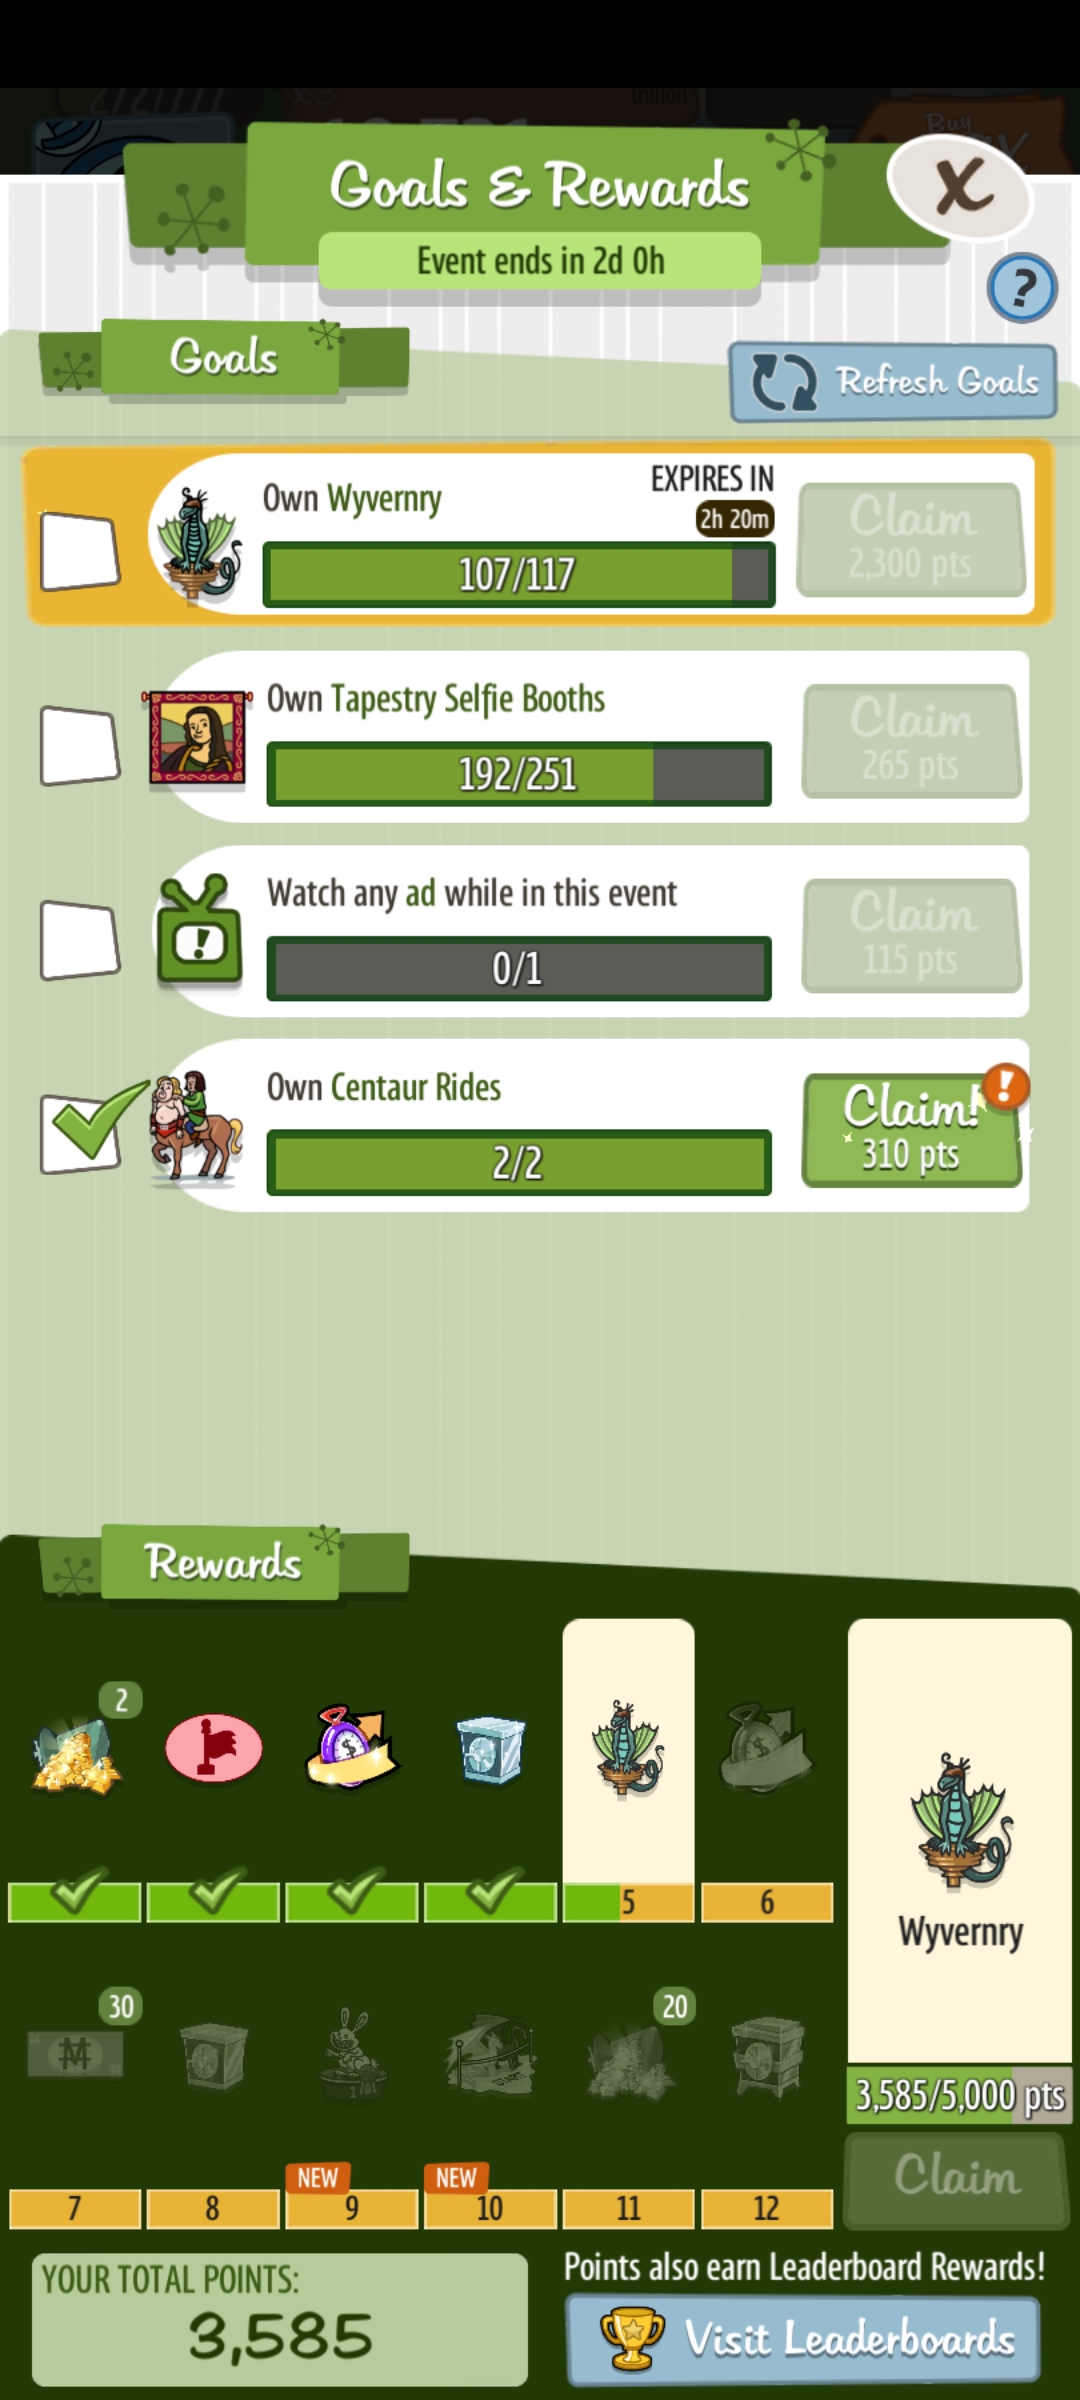 x3
trillion
Buy
Goals & Rewards
X
Event ends in 2d 0h
?
Goals
Refresh Goals
Own Wyvernry
EXPIRES IN
2h 20m
107/117
Claim
2,300 pts
Own Tapestry Selfie Booths
192/251
Claim
265 pts
Watch any ad while in this event
0/1
Claim
115 pts
Own Centaur Rides
2/2
Claim!
310 pts
Rewards
2
5
6
Wyvernry
30
20
3,585/5,000 pts
Claim
NEW
NEW
7
8
9
10
11
12
YOUR TOTAL POINTS:
3,585
Points also earn Leaderboard Rewards!
Visit Leaderboards